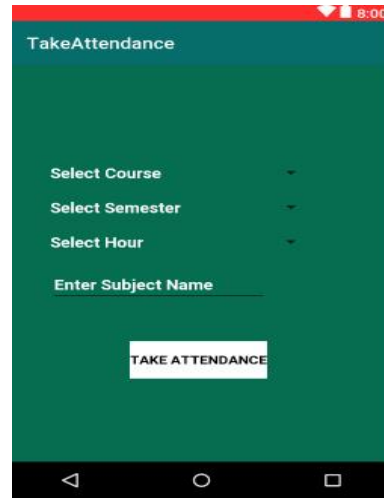 8:00
TakeAttendance
Select Course
Select Semester
Select Hour
Enter Subject Name
TAKE ATTENDANCE